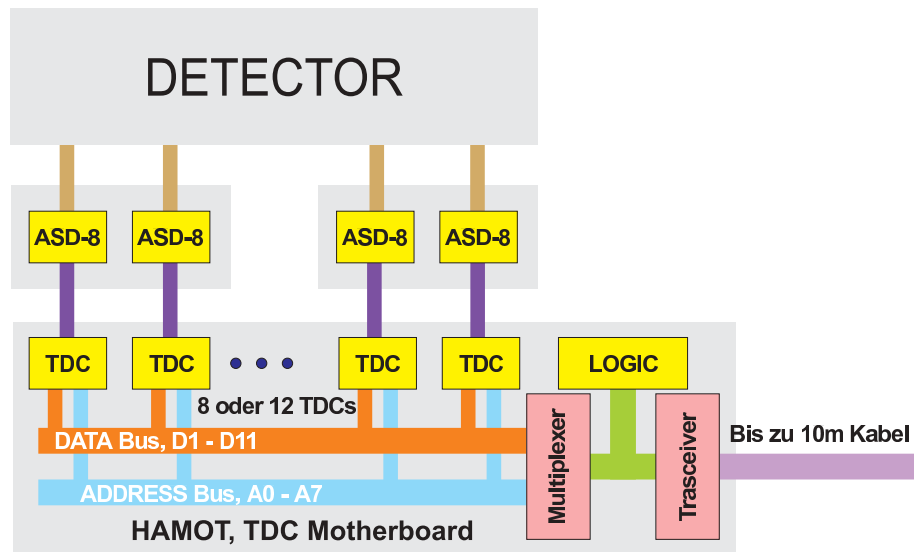 DETECTOR
ASD-8
ASD-8
ASD-8
ASD-8
TDC
TDC
TDC
TDC
LOGIC
8 oder 12 TDCs
DATA Bus, D1 - D11
ADDRESS Bus, A0 - A7
Multiplexer
Trasceiver
Bis zu 10m Kabel
HAMOT, TDC Motherboard